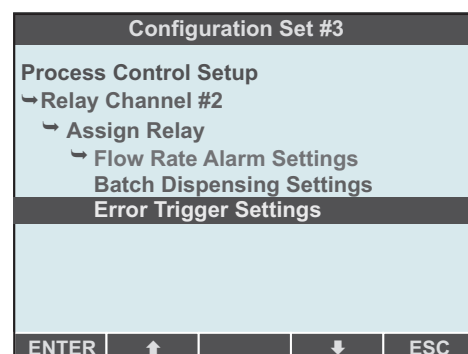 Configuration Set #3
Process Control Setup
Relay Channel #2
Assign Relay
Flow Rate Alarm Settings
Batch Dispensing Settings
Error Trigger Settings
ENTER ESC